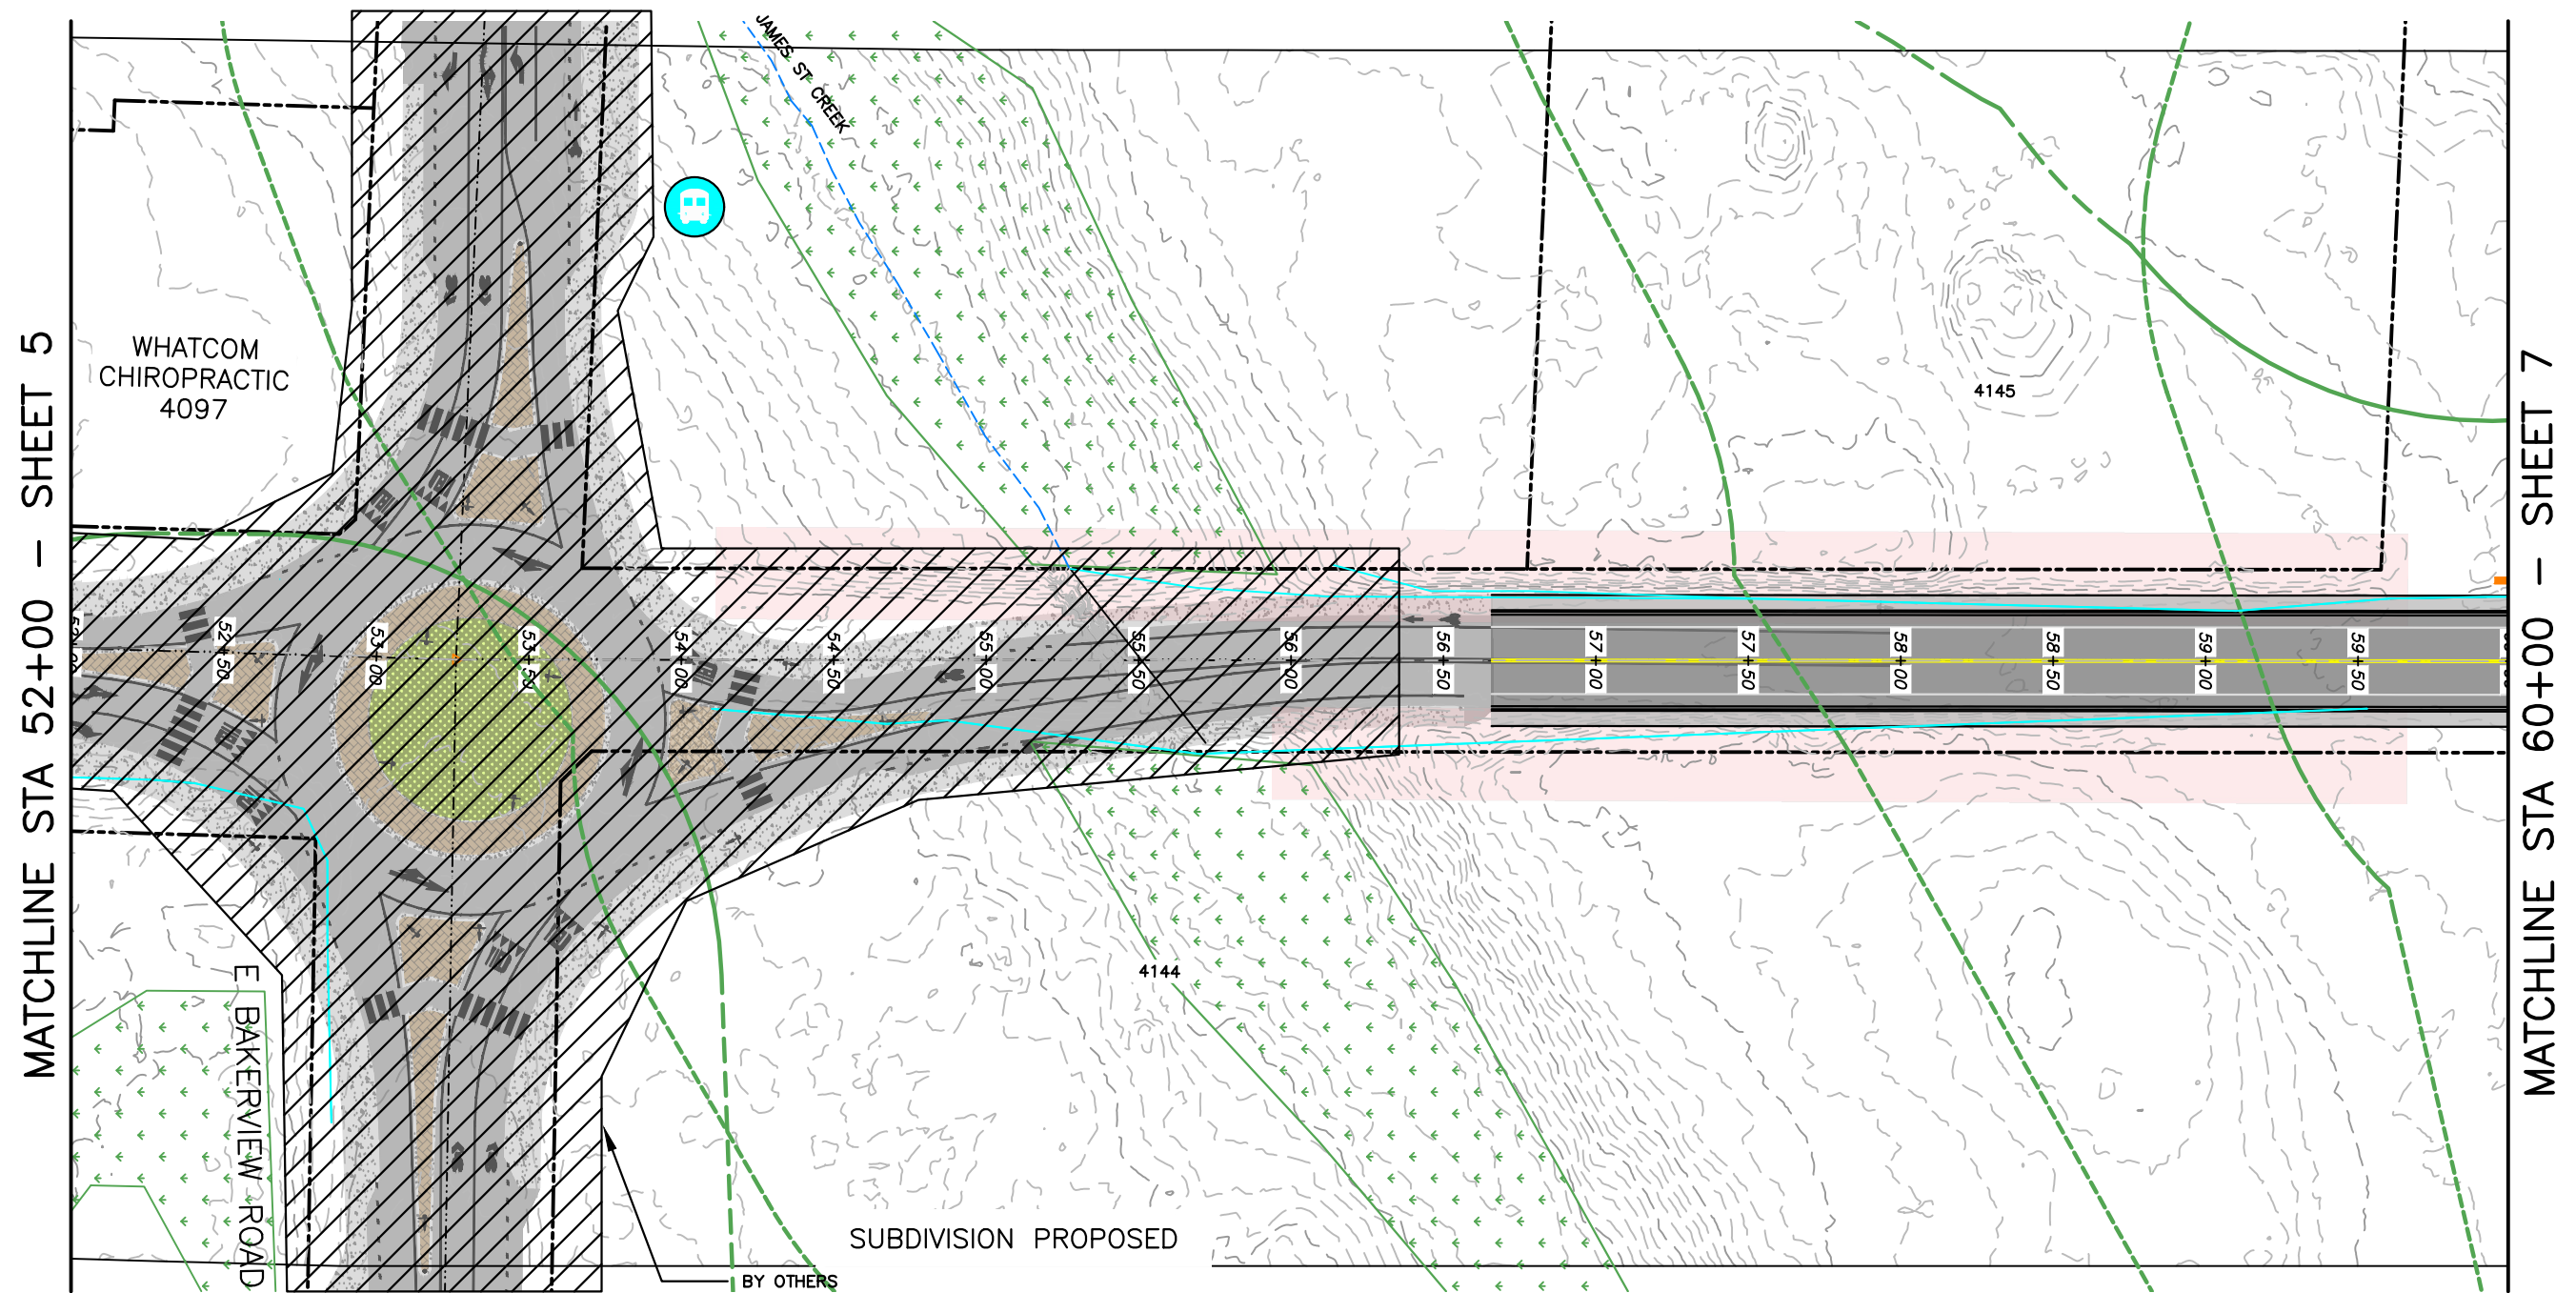 MATCHLINE STA 52+00 – SHEET 5
WHATCOM
CHIROPRACTIC
4097
JAMES ST CREEK
4145
52+50
53+00
53+50
54+00
54+50
55+00
55+50
56+00
56+50
57+00
57+50
58+00
58+50
59+00
59+50
4144
E BAKERVIEW ROAD
SUBDIVISION PROPOSED
BY OTHERS
MATCHLINE STA 60+00 – SHEET 7